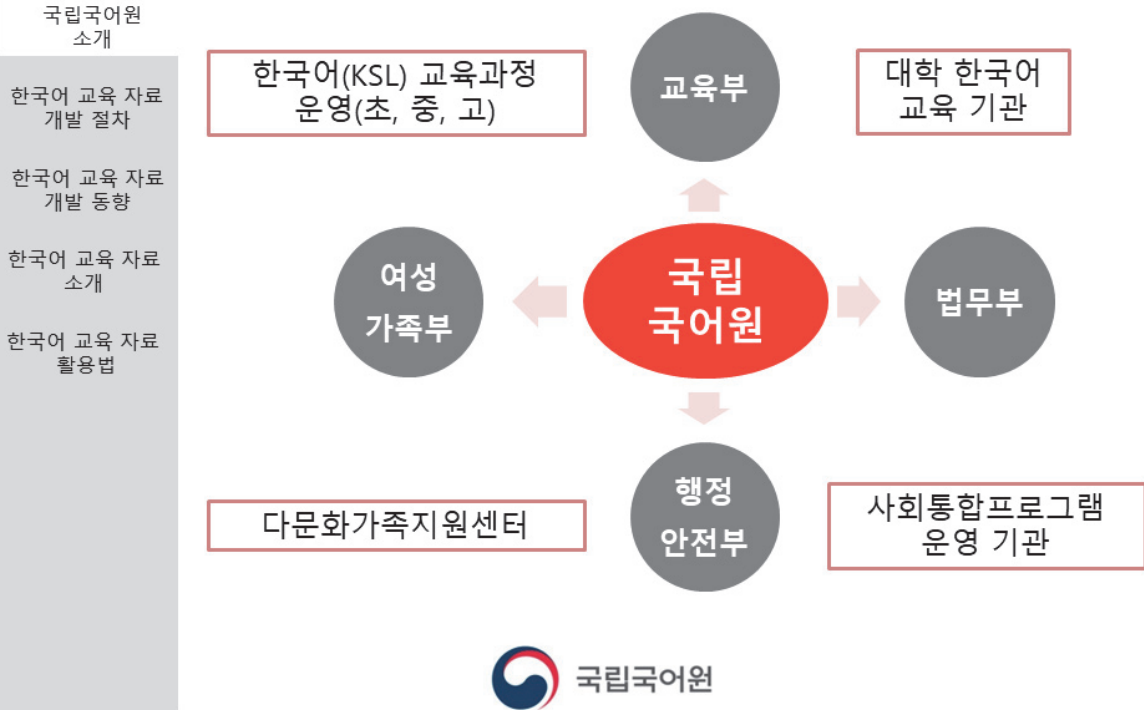 국립국어원
소개
한국어 교육 자료
개발 절차
한국어 교육 자료
개발 동향
한국어 교육 자료
소개
한국어 교육 자료
활용법
한국어(KSL) 교육과정
운영(초, 중, 고)
교육부
대학 한국어
교육 기관
여성
가족부
국립
국어원
법무부
다문화가족지원센터
행정
안전부
사회통합프로그램
운영 기관
국립국어원